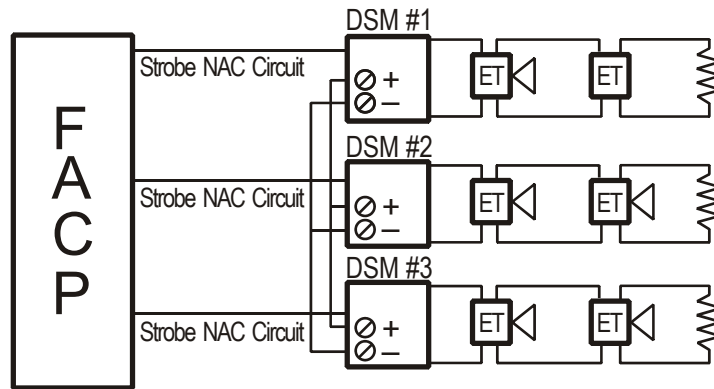 FACP
DSM #1
Strobe NAC Circuit
+
–
ET
ET
DSM #2
Strobe NAC Circuit
+
–
ET
ET
DSM #3
Strobe NAC Circuit
+
–
ET
ET